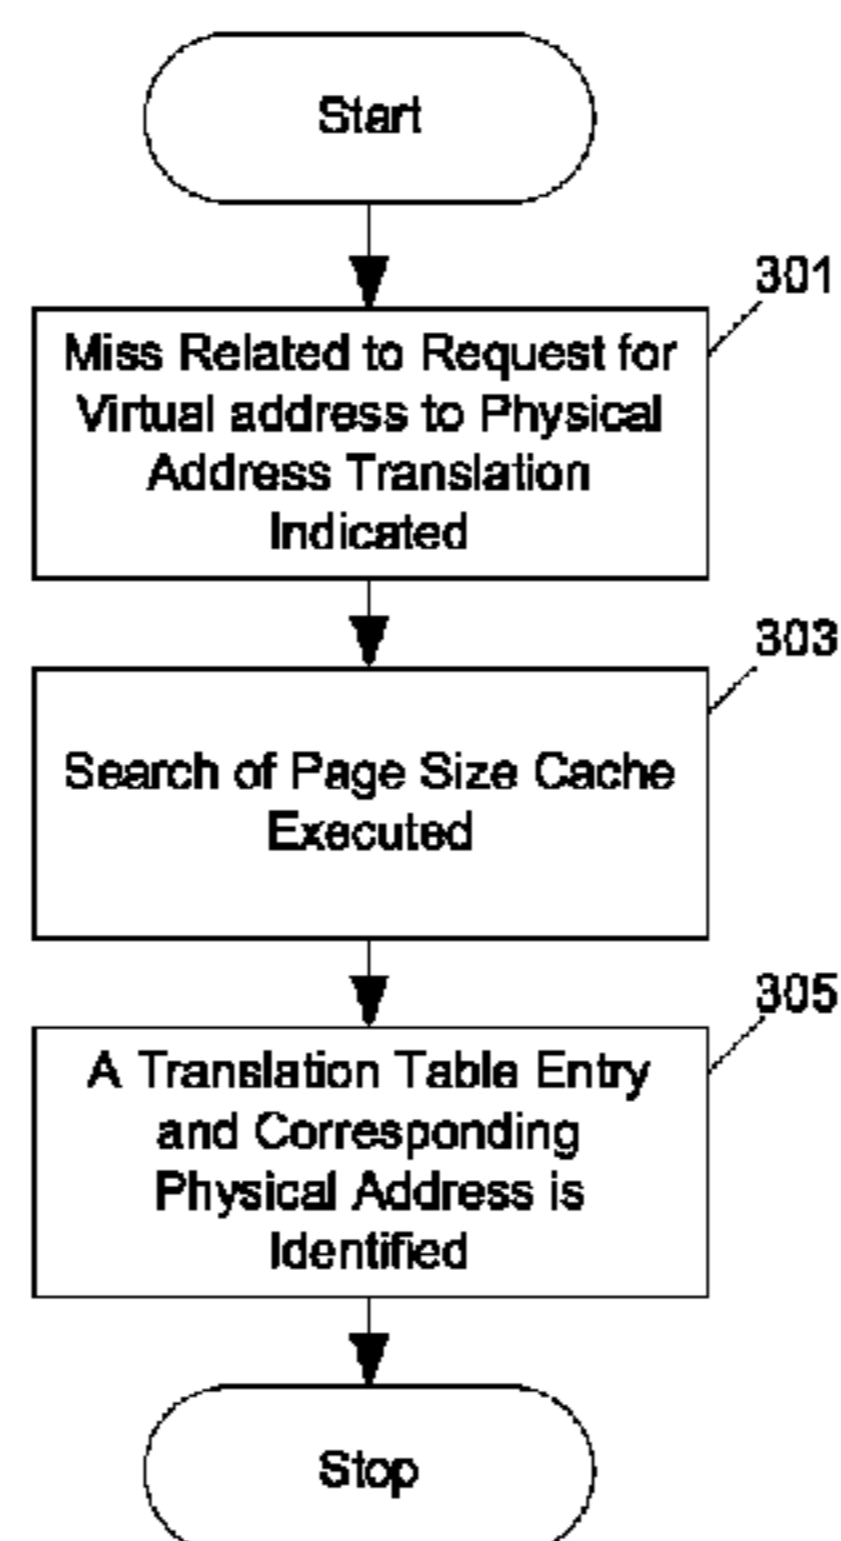 Start
301
Miss Related to Request for
Virtual address to Physical
Address Translation
Indicated
303
Search of Page Size Cache
Executed
305
A Translation Table Entry
and Corresponding
Physical Address is
Identified
Stop